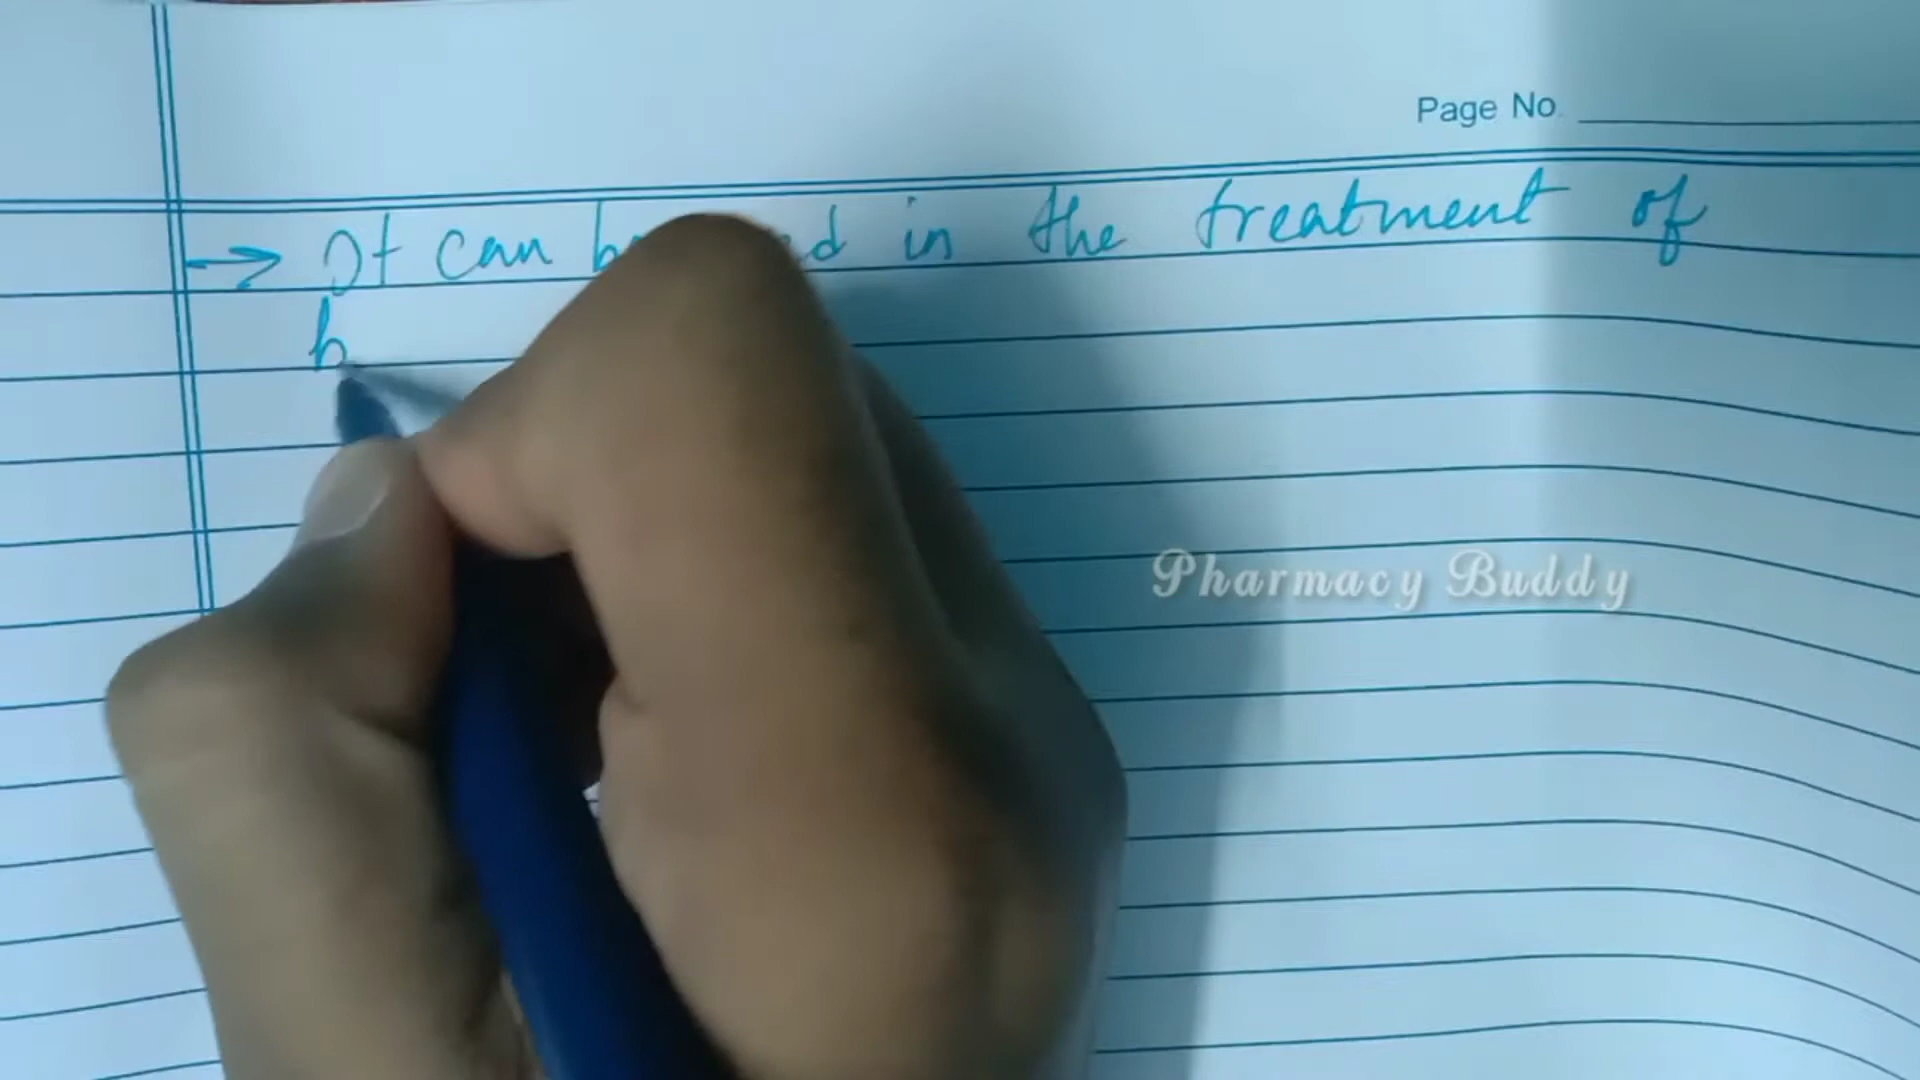 Page No.
→ It can in the treatment of
h
Pharmacy Buddy